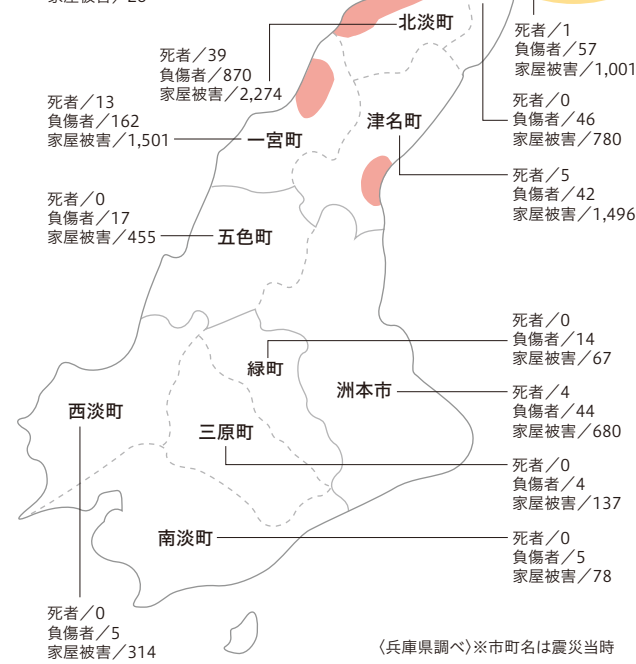 北淡町
死者／1
負傷者／57
家屋被害／1,001
死者／39
負傷者／870
家屋被害／2,274
死者／13
負傷者／162
家屋被害／1,501
一宮町
津名町
死者／0
負傷者／46
家屋被害／780
死者／5
負傷者／42
家屋被害／1,496
死者／0
負傷者／17
家屋被害／455
五色町
死者／0
負傷者／14
家屋被害／67
緑町
洲本市
死者／4
負傷者／44
家屋被害／680
西淡町
三原町
死者／0
負傷者／4
家屋被害／137
南淡町
死者／0
負傷者／5
家屋被害／78
死者／0
負傷者／5
家屋被害／314
〈兵庫県調べ〉※市町名は震災当時